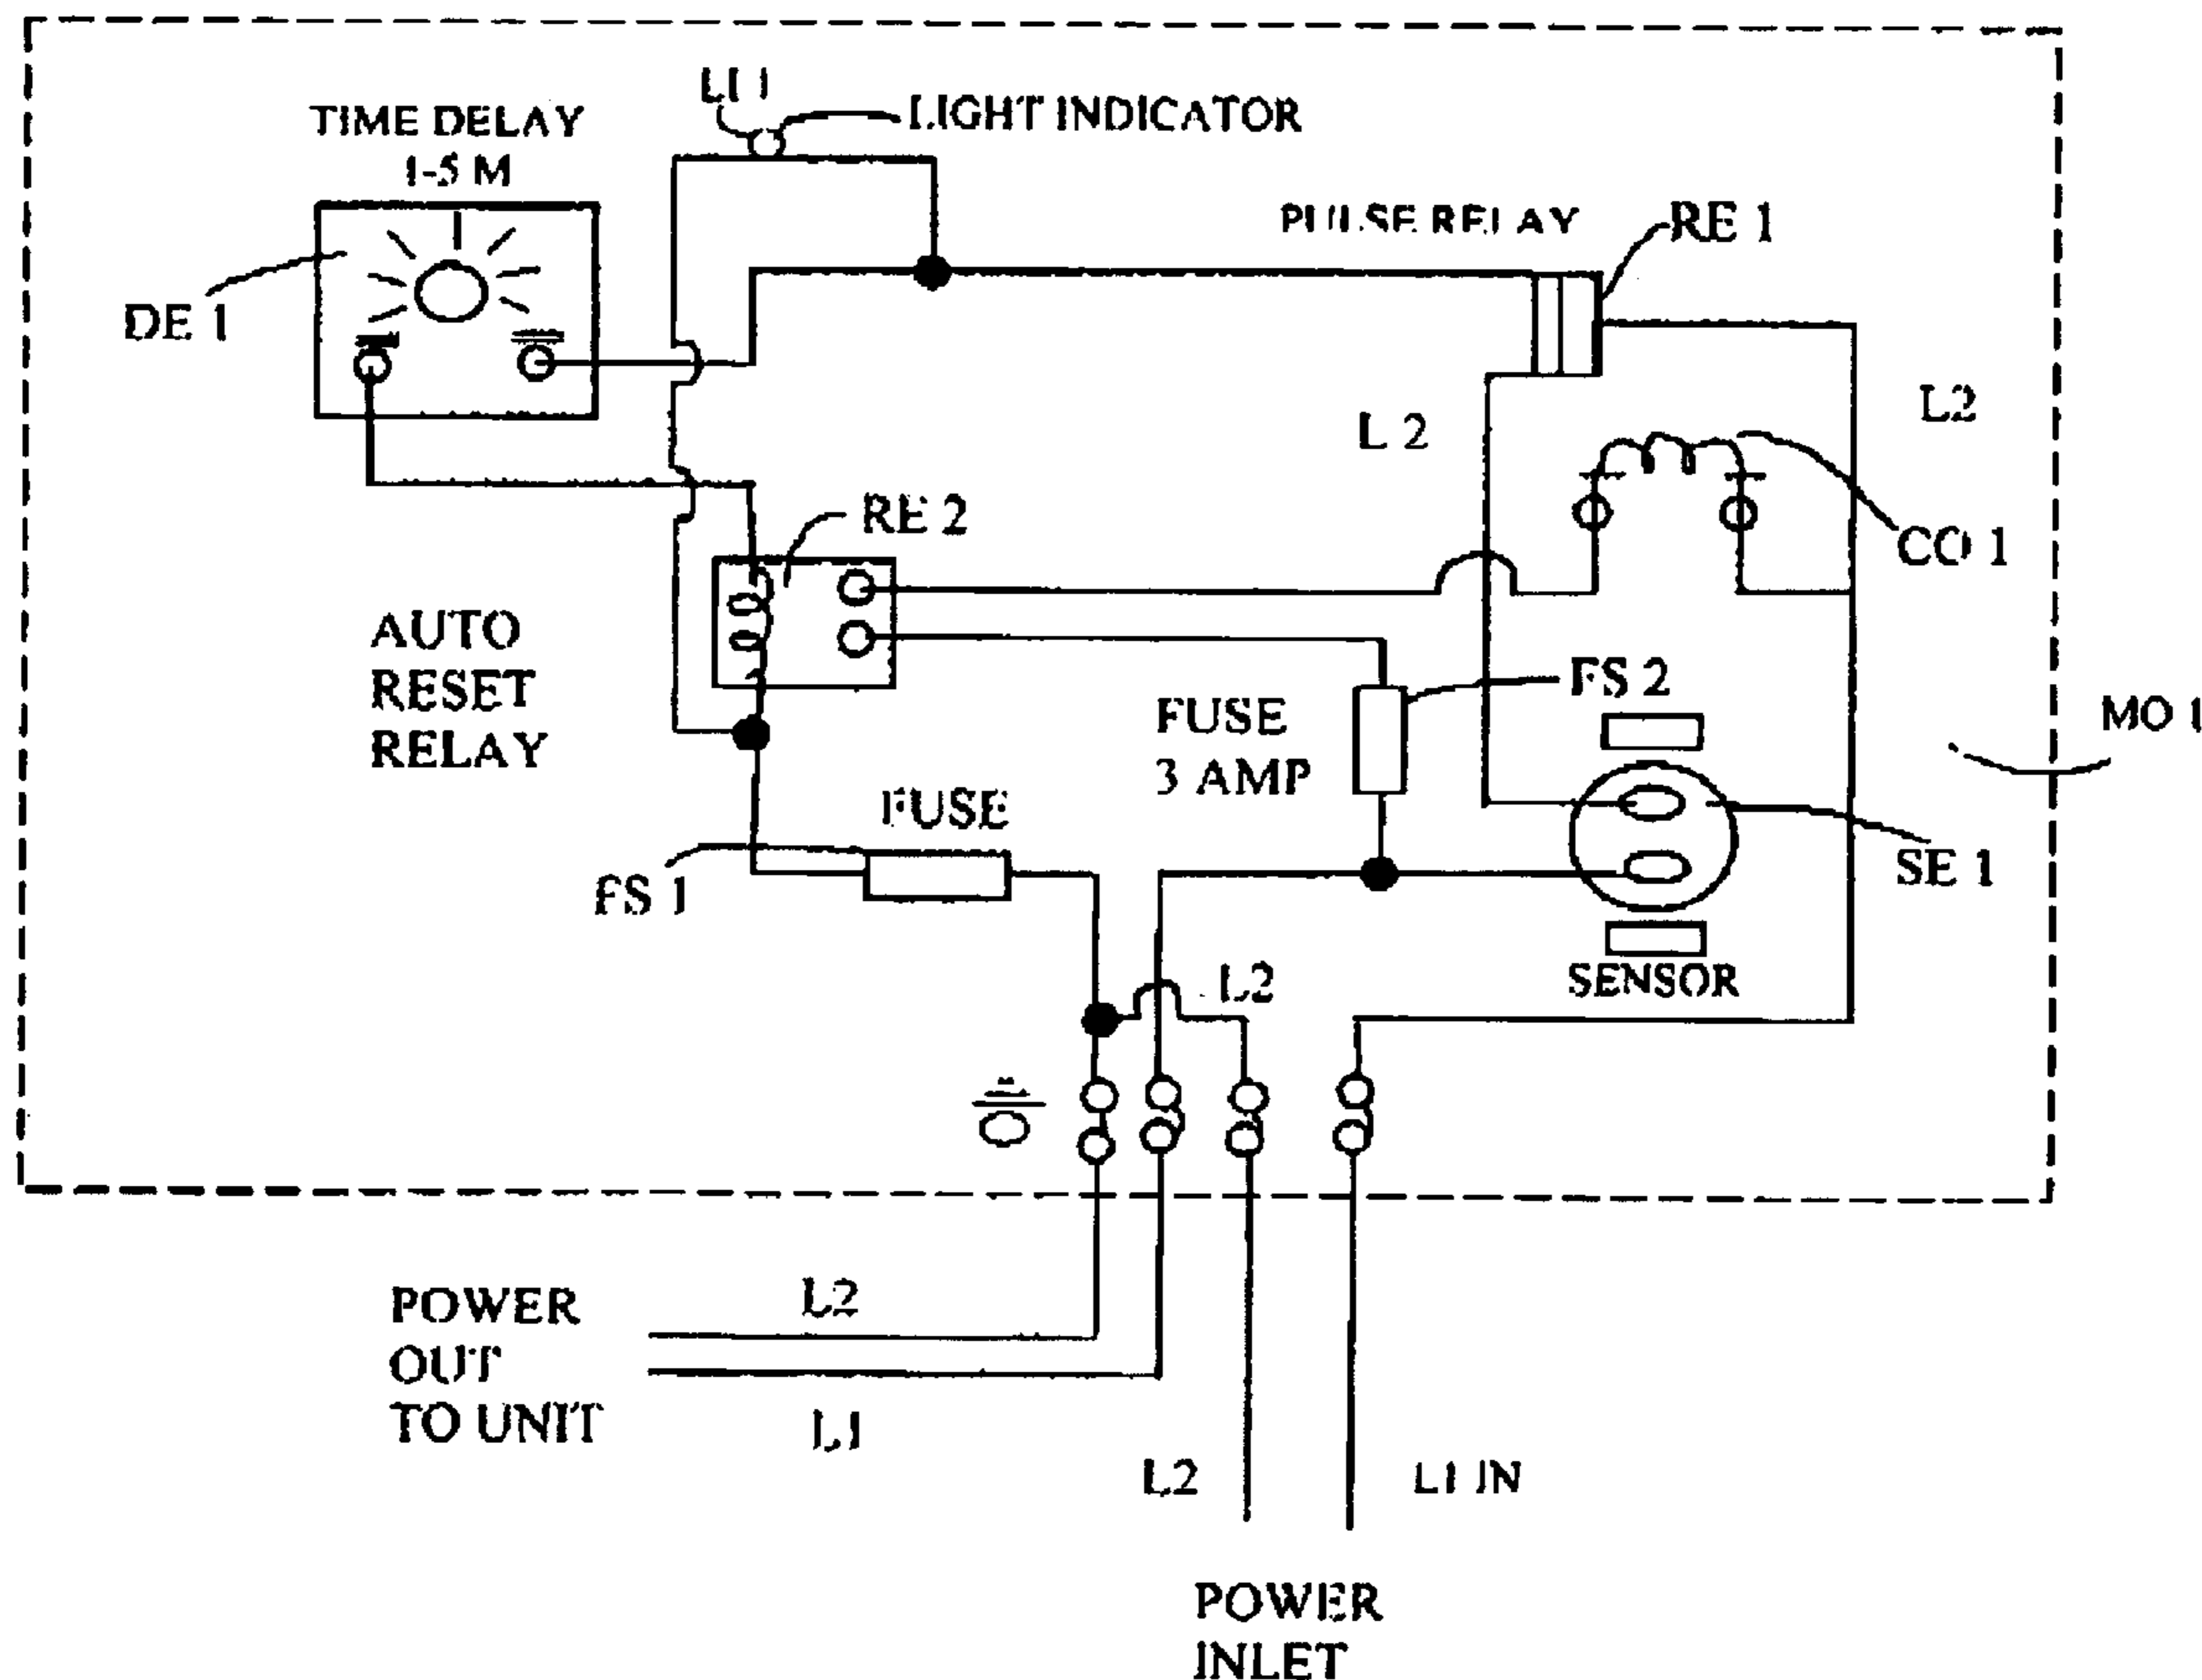 LI 1
LIGHT INDICATOR
TIME DELAY
1-5 M
DE 1
PULSE RELAY
RE 1
L 2
L2
RE 2
CO 1
AUTO
RESET
RELAY
FS 2
FUSE
3 AMP
MO 1
FUSE
FS 1
SE 1
L2
SENSOR
POWER
OUT
TO UNIT
L2
L1
L2
L1 IN
POWER
INLET